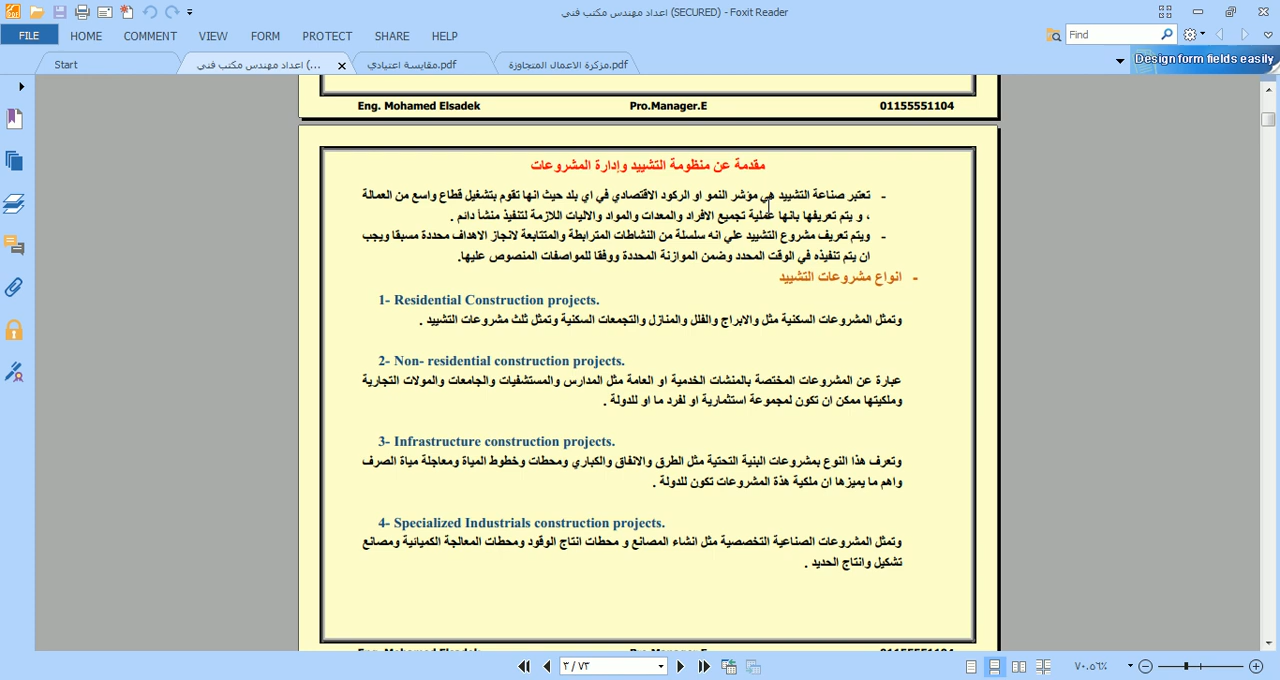 اعداد مهندس مكتب فني (SECURED) - Foxit Reader
FILE HOME COMMENT VIEW FORM PROTECT SHARE HELP
Find
Start
اعداد مهندس مكتب فني (...
مقايسة اعتيادي.pdf
مزكرة الاعمال المتجاوزة.pdf
Design form fields easily
Eng. Mohamed Elsadek Pro.Manager.E 01155551104
مقدمة عن منظومة التشييد وإدارة المشروعات
- تعتبر صناعة التشييد هي مؤشر النمو او الركود الاقتصادي في اي بلد حيث انها تقوم بتشغيل قطاع واسع من العمالة
، و يتم تعريفها بانها عملية تجميع الافراد والمعدات والمواد والاليات اللازمة لتنفيذ منشأ دائم .
- ويتم تعريف مشروع التشييد علي انه سلسلة من النشاطات المترابطة والمتتابعة لانجاز الاهداف محددة مسبقا ويجب
ان يتم تنفيذه في الوقت المحدد وضمن الموازنة المحددة ووفقا للمواصفات المنصوص عليها.
- انواع مشروعات التشييد
1- Residential Construction projects.
وتمثل المشروعات السكنية مثل والابراج والفلل والمنازل والتجمعات السكنية وتمثل ثلث مشروعات التشييد .
2- Non- residential construction projects.
عبارة عن المشروعات المختصة بالمنشات الخدمية او العامة مثل المدارس والمستشفيات والجامعات والمولات التجارية
وملكيتها ممكن ان تكون لمجموعة استثمارية او لفرد ما او للدولة .
3- Infrastructure construction projects.
وتعرف هذا النوع بمشروعات البنية التحتية مثل الطرق والانفاق والكباري ومحطات وخطوط المياة ومعاجلة مياة الصرف
واهم ما يميزها ان ملكية هذة المشروعات تكون للدولة .
4- Specialized Industrials construction projects.
وتمثل المشروعات الصناعية التخصصية مثل انشاء المصانع و محطات انتاج الوقود ومحطات المعالجة الكميائية ومصانع
تشكيل وانتاج الحديد .
Eng. Mohamed Elsadek Pro.Manager.E 01155551104
٣ / ٧٣
٧٠.٥٦%